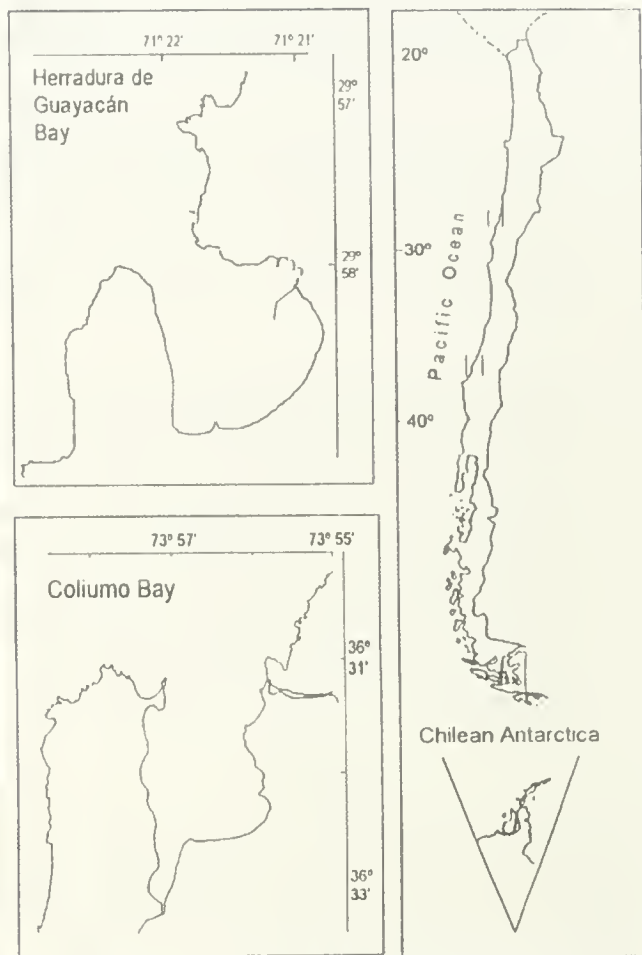 71° 22'
71° 21'
Herradura de
Guayacán
Bay
29°
57'
29°
58'
73° 57'
73° 55'
Coliumo Bay
36°
31'
36°
33'
20°
30°
40°
Pacific Ocean
Chilean Antarctica